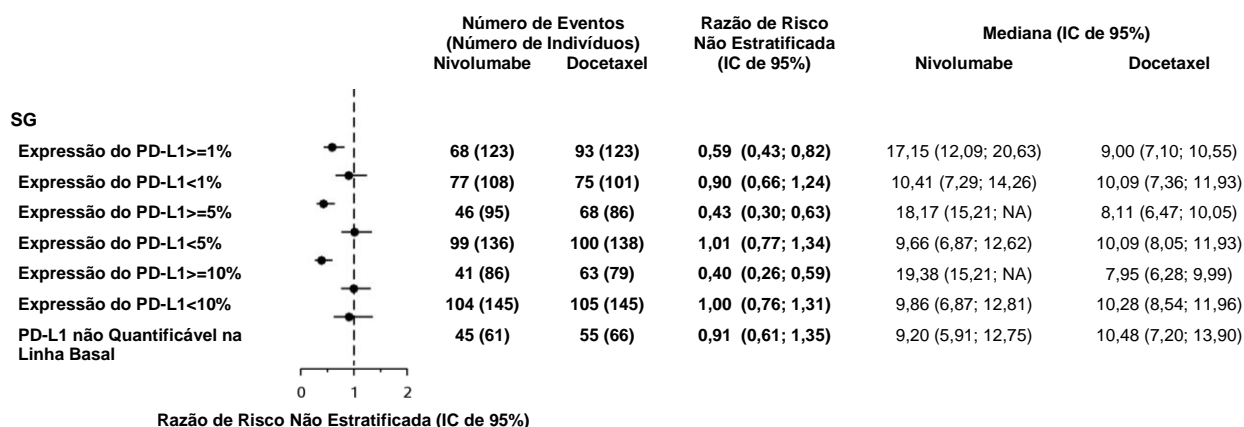 Número de Eventos (Número de Indivíduos) Razão de Risco Não Estratificada (IC de 95%) Mediana (IC de 95%)
Nivolumabe Docetaxel Nivolumabe Docetaxel
SG
Expressão do PD-L1>=1% 68 (123) 93 (123) 0,59 (0,43; 0,82) 17,15 (12,09; 20,63) 9,00 (7,10; 10,55)
Expressão do PD-L1<1% 77 (108) 75 (101) 0,90 (0,66; 1,24) 10,41 (7,29; 14,26) 10,09 (7,36; 11,93)
Expressão do PD-L1>=5% 46 (95) 68 (86) 0,43 (0,30; 0,63) 18,17 (15,21; NA) 8,11 (6,47; 10,05)
Expressão do PD-L1<5% 99 (136) 100 (138) 1,01 (0,77; 1,34) 9,66 (6,87; 12,62) 10,09 (8,05; 11,93)
Expressão do PD-L1>=10% 41 (86) 63 (79) 0,40 (0,26; 0,59) 19,38 (15,21; NA) 7,95 (6,28; 9,99)
Expressão do PD-L1<10% 104 (145) 105 (145) 1,00 (0,76; 1,31) 9,86 (6,87; 12,81) 10,28 (8,54; 11,96)
PD-L1 não Quantificável na Linha Basal 45 (61) 55 (66) 0,91 (0,61; 1,35) 9,20 (5,91; 12,75) 10,48 (7,20; 13,90)
0 1 2
Razão de Risco Não Estratificada (IC de 95%)